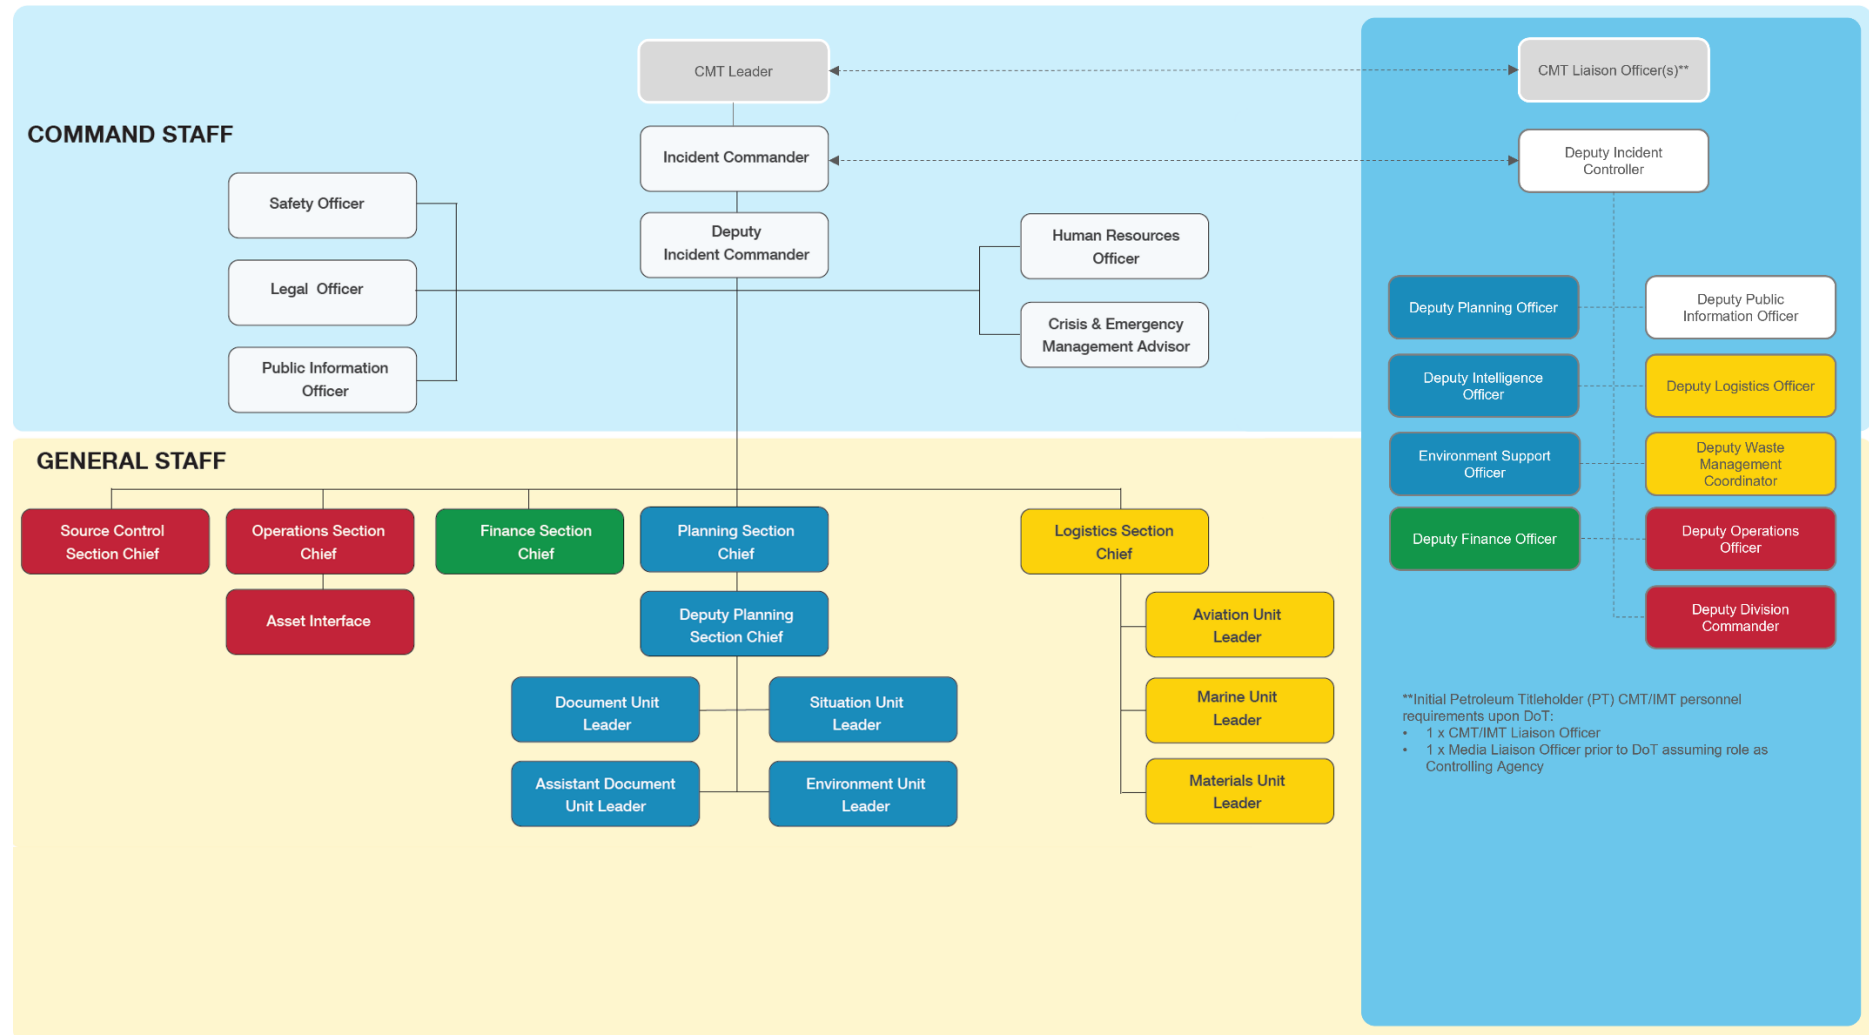 CMT Leader
CMT Liaison Officer(s)**
COMMAND STAFF
Incident Commander
Deputy Incident
Controller
Safety Officer
Deputy
Incident Commander
Human Resources
Officer
Legal Officer
Crisis & Emergency
Management Advisor
Public Information
Officer
Deputy Planning Officer
Deputy Public
Information Officer
Deputy Intelligence
Officer
Deputy Logistics Officer
Environment Support
Officer
Deputy Waste
Management
Coordinator
Deputy Finance Officer
Deputy Operations
Officer
Deputy Division
Commander
GENERAL STAFF
Source Control
Section Chief
Operations Section
Chief
Finance Section
Chief
Planning Section
Chief
Logistics Section
Chief
Asset Interface
Deputy Planning
Section Chief
Aviation Unit
Leader
Document Unit
Leader
Situation Unit
Leader
Marine Unit
Leader
Assistant Document
Unit Leader
Environment Unit
Leader
Materials Unit
Leader
**Initial Petroleum Titleholder (PT) CMT/IMT personnel
requirements upon DoT:
• 1 x CMT/IMT Liaison Officer
• 1 x Media Liaison Officer prior to DoT assuming role as
Controlling Agency